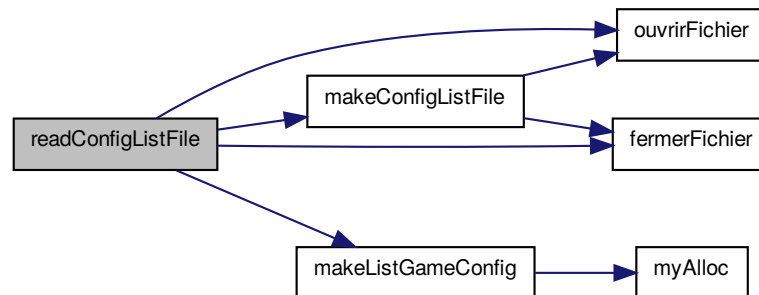 ouvrirFichier
makeConfigListFile
readConfigListFile
fermerFichier
makeListGameConfig
myAlloc